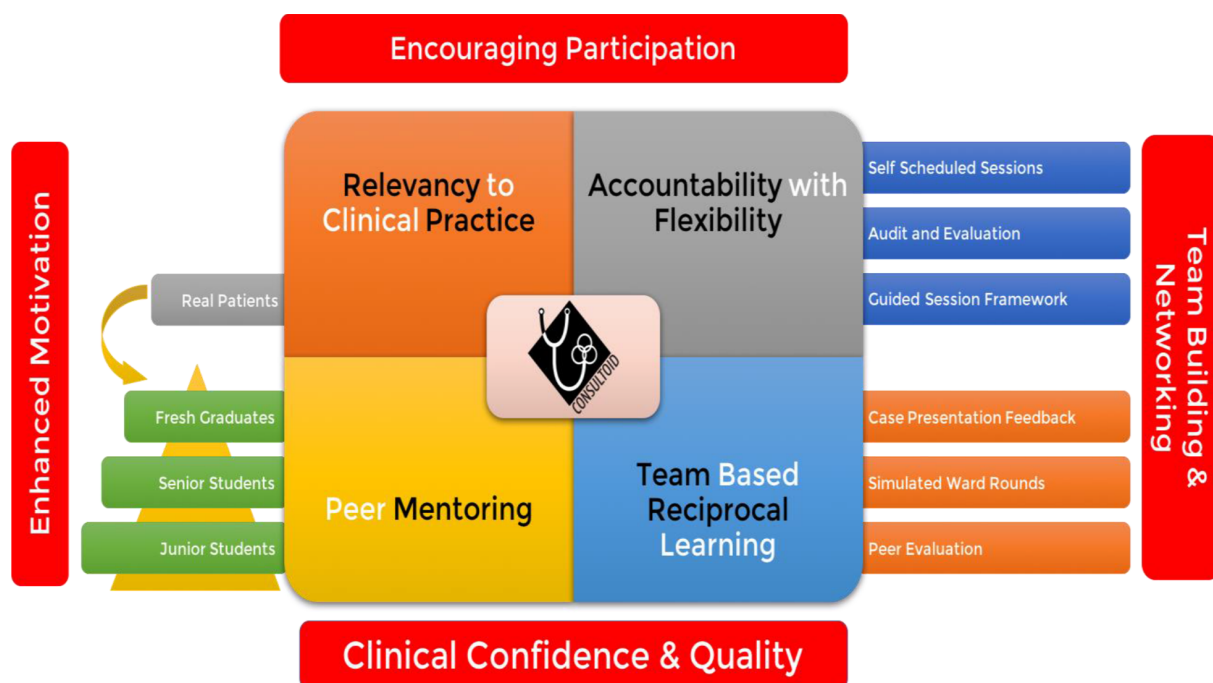 Encouraging Participation
Enhanced Motivation
Relevancy to
Clinical Practice
Accountability with
Flexibility
Real Patients
Fresh Graduates
Senior Students
Junior Students
CONSULTOID
Peer Mentoring
Team Based
Reciprocal
Learning
Self Scheduled Sessions
Audit and Evaluation
Guided Session Framework
Case Presentation Feedback
Simulated Ward Rounds
Peer Evaluation
Team Building &
Networking
Clinical Confidence & Quality